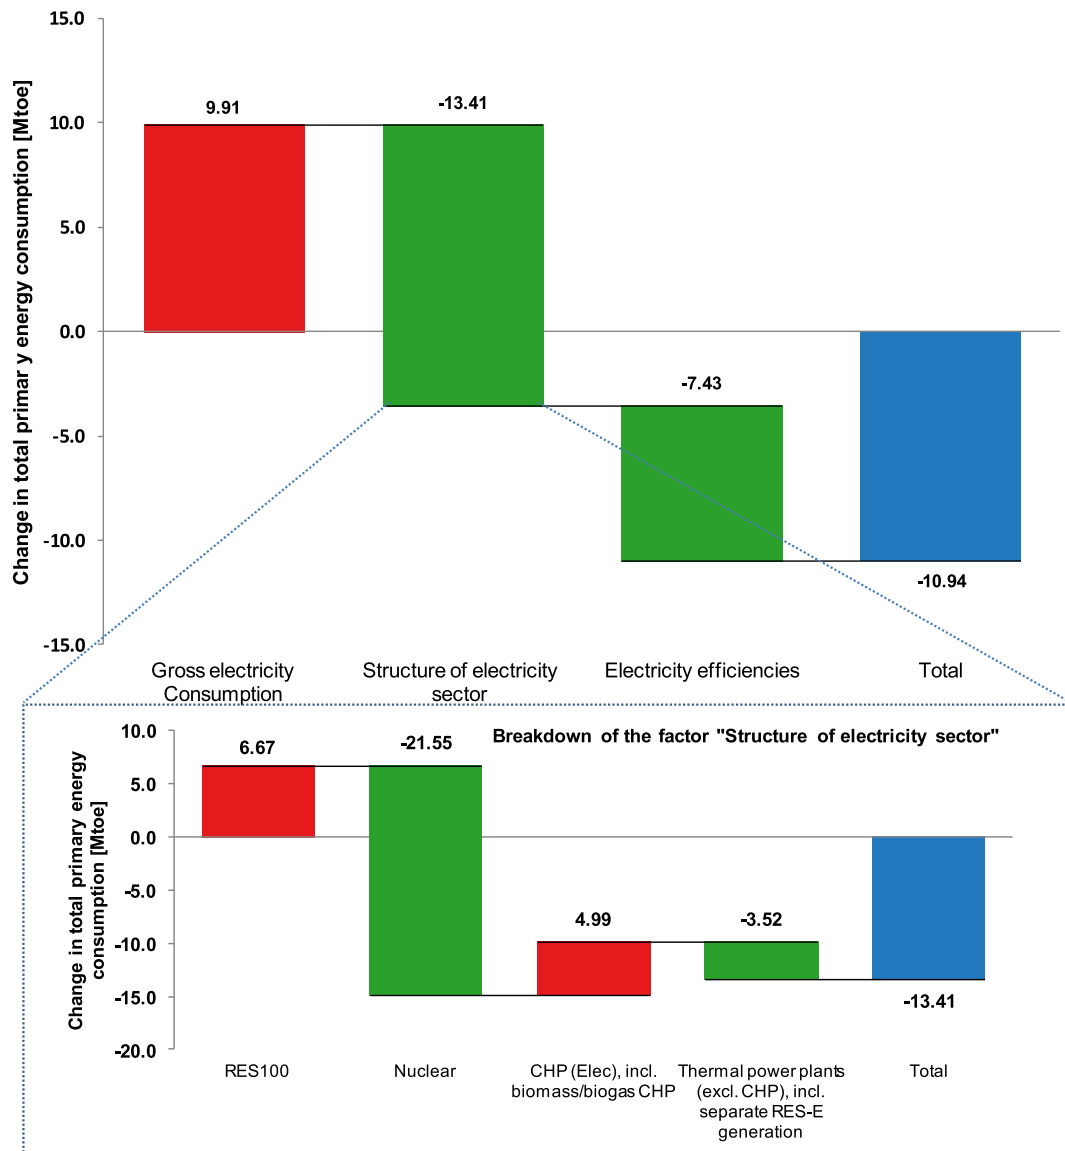 Change in total primar y energy consumption [Mtoe]
15.0
10.0
5.0
0.0
-5.0
-10.0
-15.0
9.91
-13.41
-7.43
-10.94
Gross electricity
Consumption
Structure of electricity
sector
Electricity efficiencies
Total
Breakdown of the factor "Structure of electricity sector"
Change in total primary energy
consumption [Mtoe]
10.0
5.0
0.0
-5.0
-10.0
-15.0
-20.0
6.67
-21.55
4.99
-3.52
-13.41
RES100
Nuclear
CHP (Elec), incl.
biomass/biogas CHP
Thermal power plants
(excl. CHP), incl.
separate RES-E
generation
Total